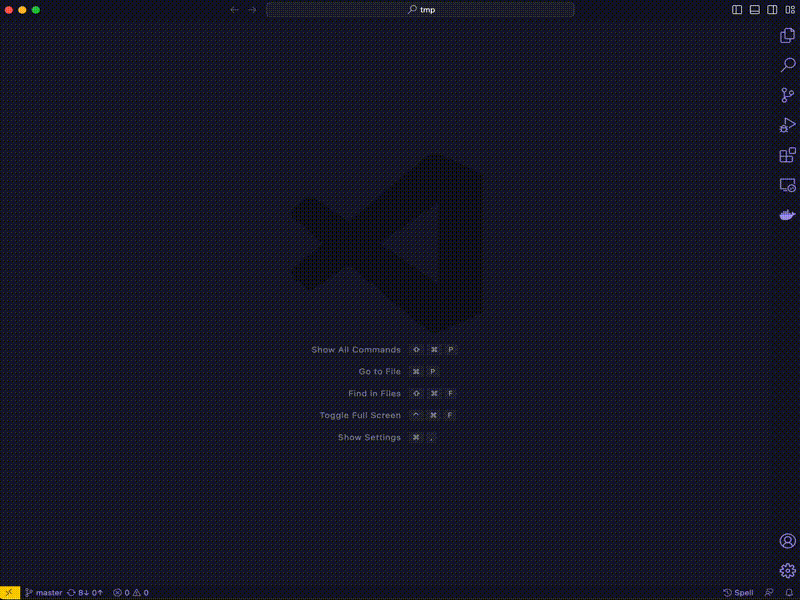 tmp
Show All Commands ⇧ ⌘ P
Go to File ⌘ P
Find in Files ⇧ ⌘ F
Toggle Full Screen ^ ⌘ F
Show Settings ⌘ ,
master 8↓ 0↑ 0 0 Spell